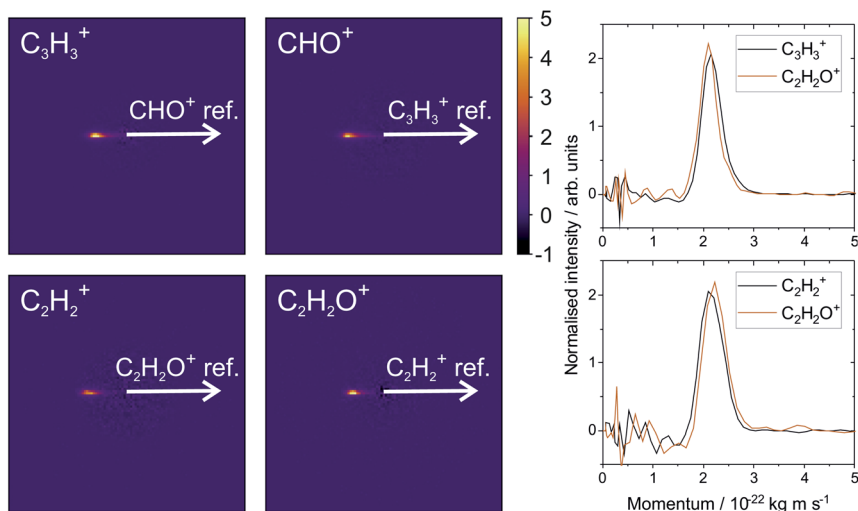 C₃H₃⁺
CHO⁺ ref.
CHO⁺
C₃H₃⁺ ref.
C₂H₂⁺
C₂H₂O⁺ ref.
C₂H₂O⁺
C₂H₂⁺ ref.
5
4
3
2
1
0
-1
Normalised intensity / arb. units
2
1
0
C₃H₃⁺
C₂H₂O⁺
0 1 2 3 4 5
2
1
0
C₂H₂⁺
C₂H₂O⁺
0 1 2 3 4 5
Momentum / 10⁻²² kg m s⁻¹